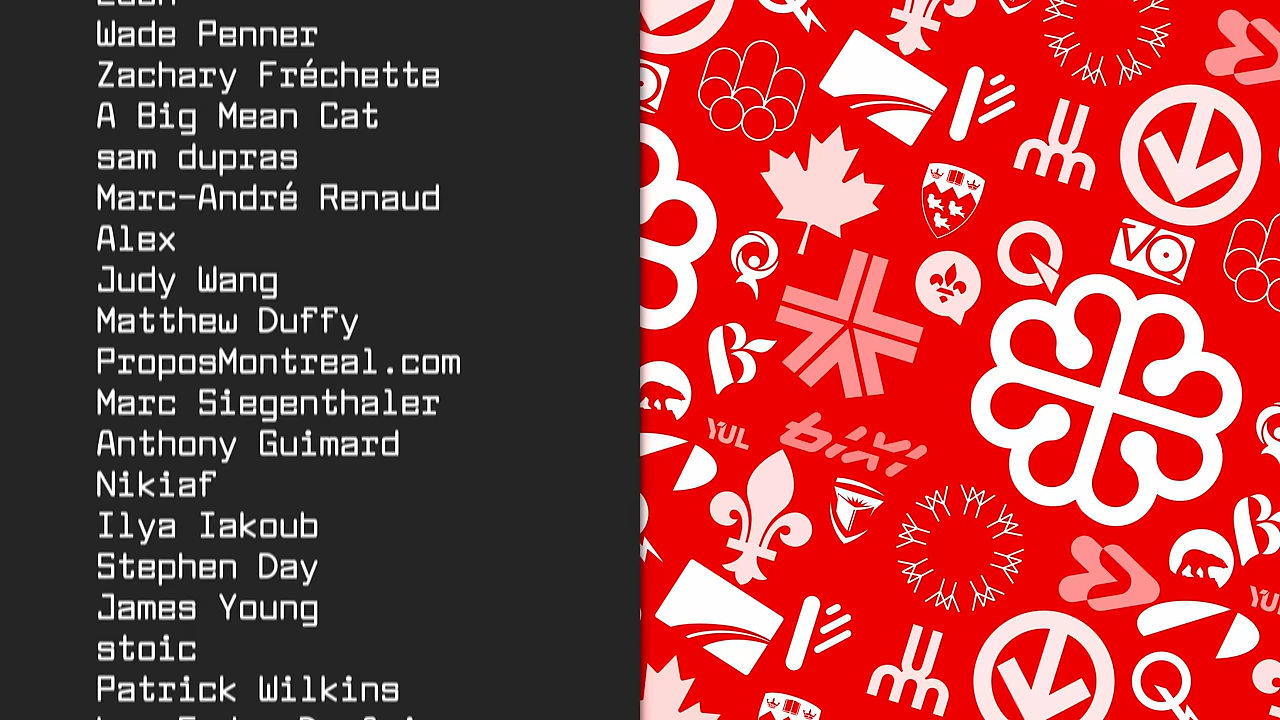 Wade Penner
Zachary Fréchette
A Big Mean Cat
sam dupras
Marc-André Renaud
Alex
Judy Wang
Matthew Duffy
ProposMontreal.com
Marc Siegenthaler
Anthony Guimard
Nikiaf
Ilya Iakoub
Stephen Day
James Young
stoic
Patrick Wilkins
VQ
YUL
bixi
YUL